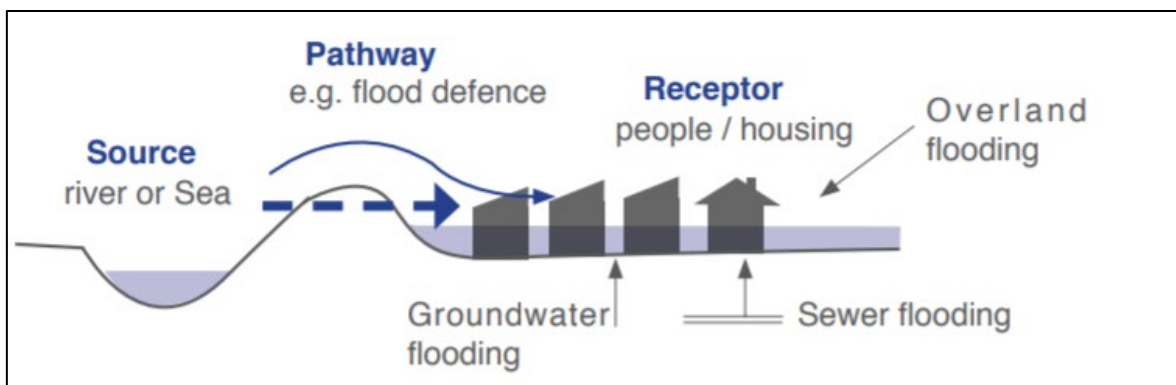 Pathway
e.g. flood defence
Receptor
people / housing
Overland
flooding
Source
river or Sea
Groundwater
flooding
Sewer flooding